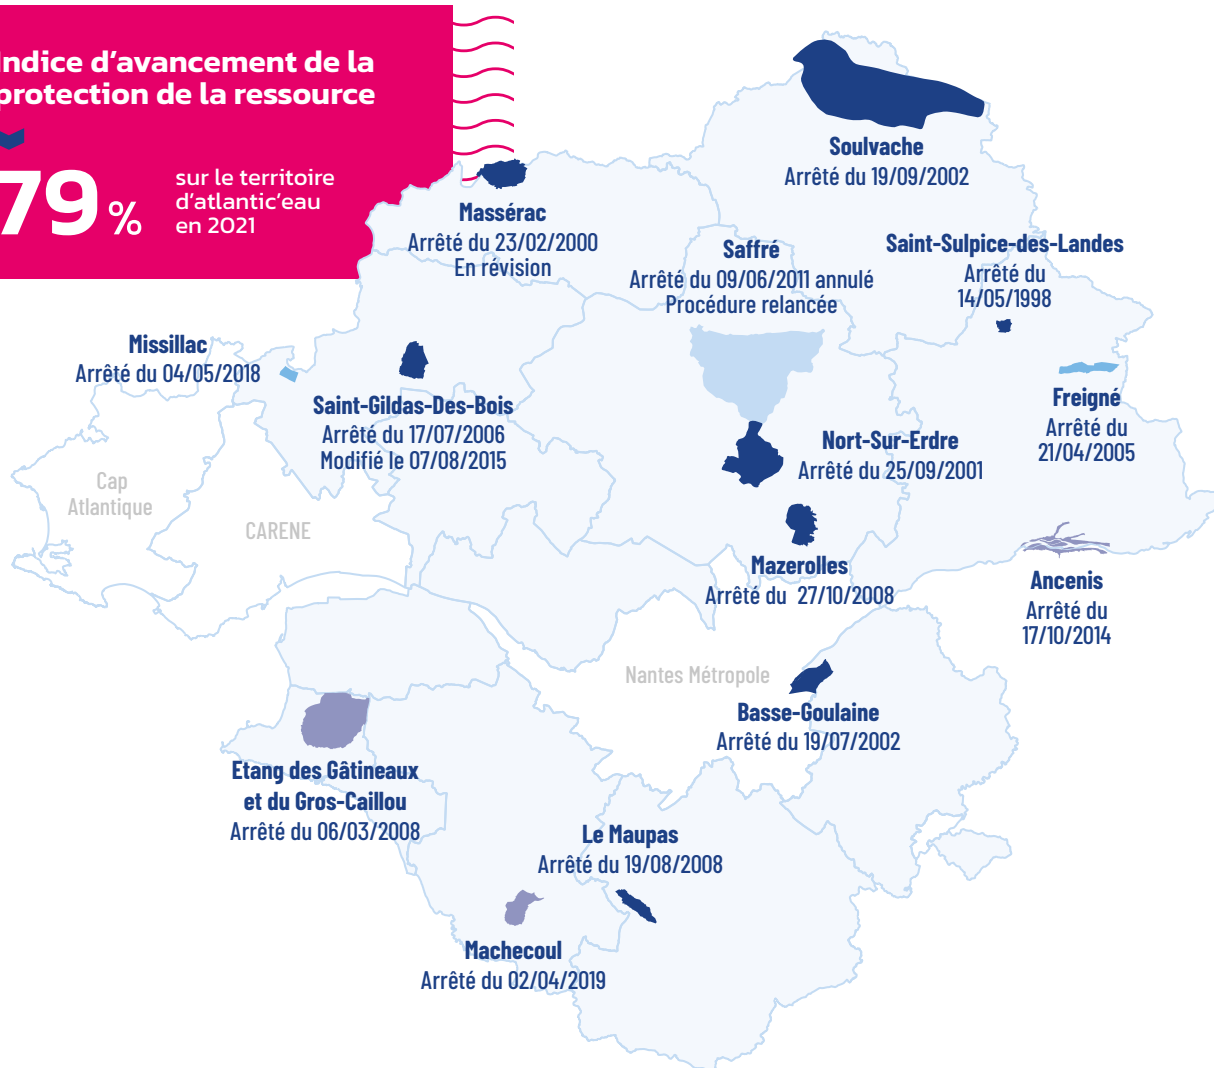 Indice d'avancement de la
protection de la ressource
79 %
sur le territoire
d'atlantic'eau
en 2021
Soulvache
Arrêté du 19/09/2002
Massérac
Arrêté du 23/02/2000
En révision
Saffré
Arrêté du 09/06/2011 annulé
Procédure relancée
Saint-Sulpice-des-Landes
Arrêté du
14/05/1998
Missillac
Arrêté du 04/05/2018
Saint-Gildas-Des-Bois
Arrêté du 17/07/2006
Modifié le 07/08/2015
Freigné
Arrêté du
21/04/2005
Nort-Sur-Erdre
Arrêté du 25/09/2001
Cap
Atlantique
CARENE
Mazerolles
Arrêté du 27/10/2008
Ancenis
Arrêté du
17/10/2014
Nantes Métropole
Basse-Goulaine
Arrêté du 19/07/2002
Etang des Gâtineaux
et du Gros-Caillou
Arrêté du 06/03/2008
Le Maupas
Arrêté du 19/08/2008
Machecoul
Arrêté du 02/04/2019